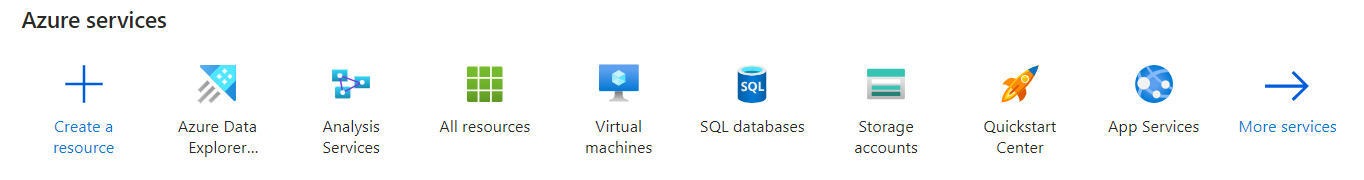 Azure services
Create a
resource
Azure Data
Explorer...
Analysis
Services
All resources
Virtual
machines
SQL
SQL databases
Storage
accounts
Quickstart
Center
App Services
More services